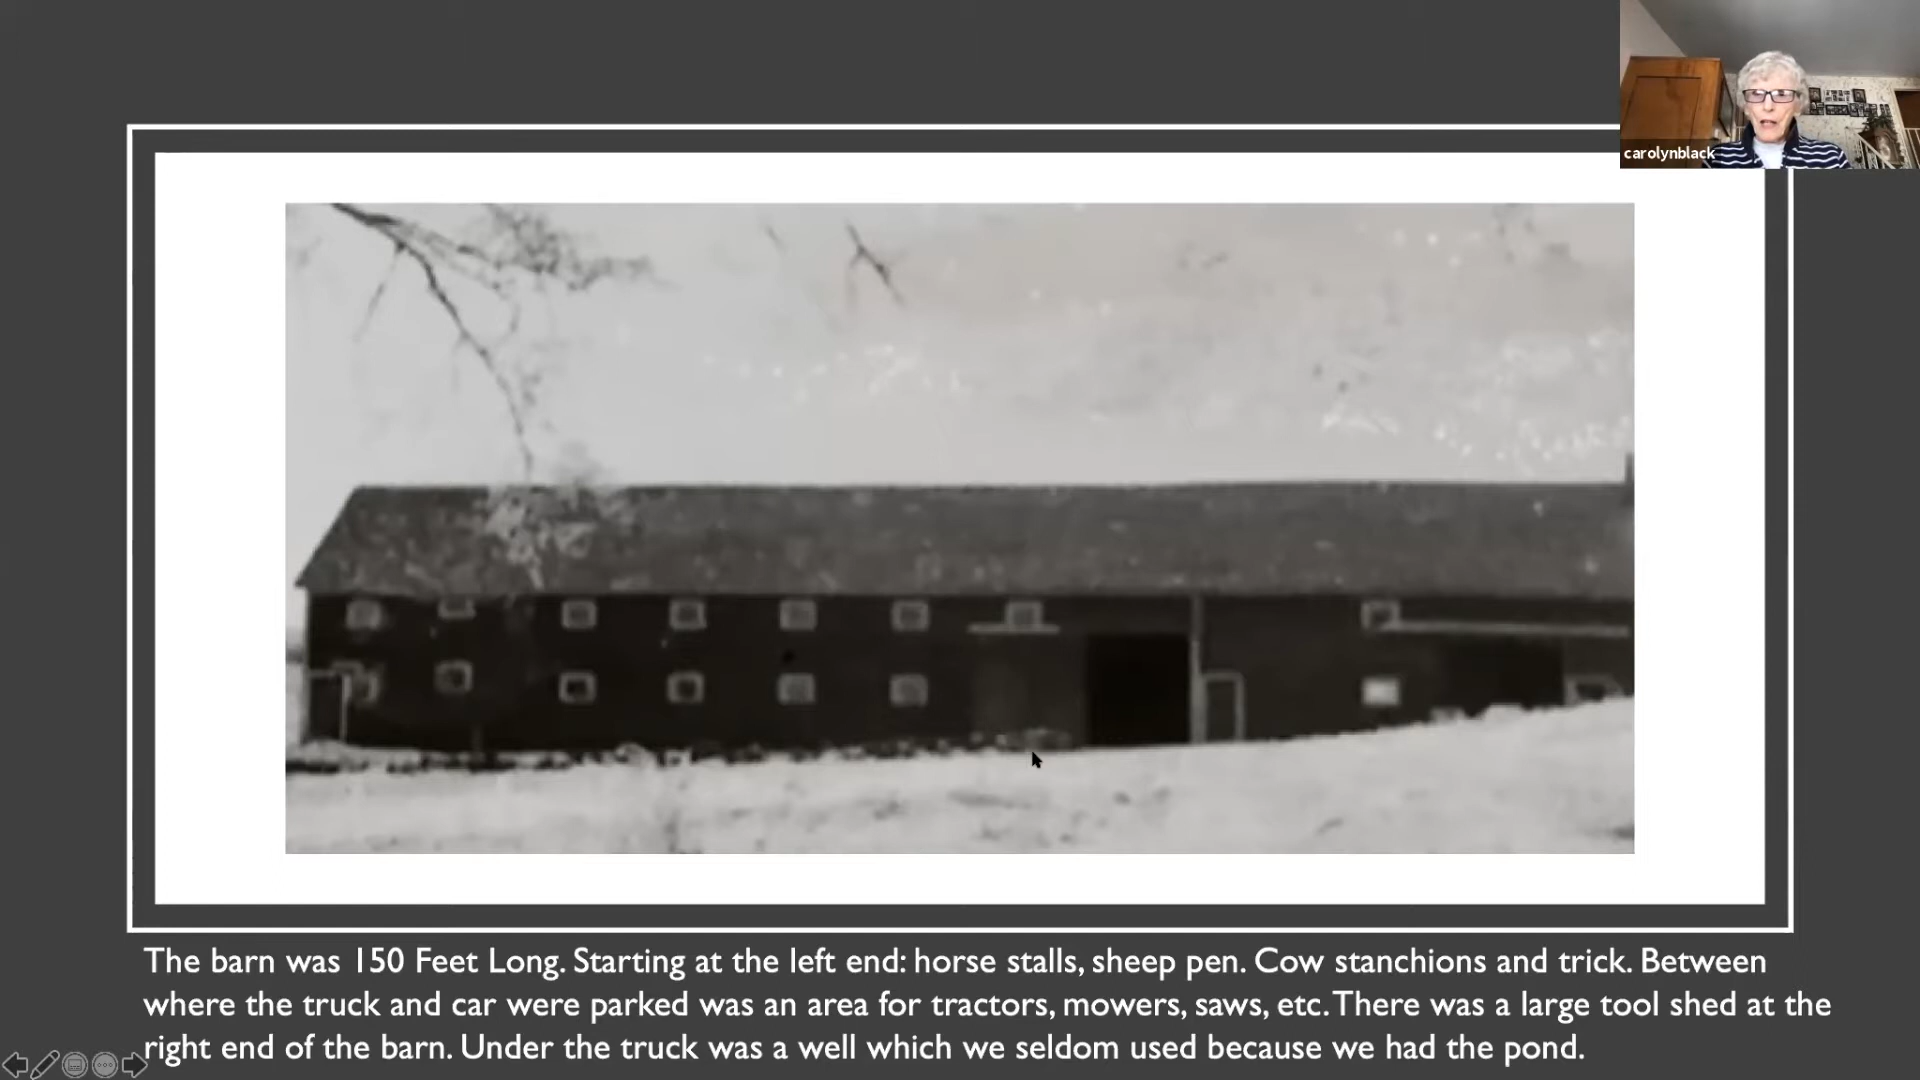 carolynblack
The barn was 150 Feet Long. Starting at the left end: horse stalls, sheep pen. Cow stanchions and trick. Between
where the truck and car were parked was an area for tractors, mowers, saws, etc. There was a large tool shed at the
right end of the barn. Under the truck was a well which we seldom used because we had the pond.